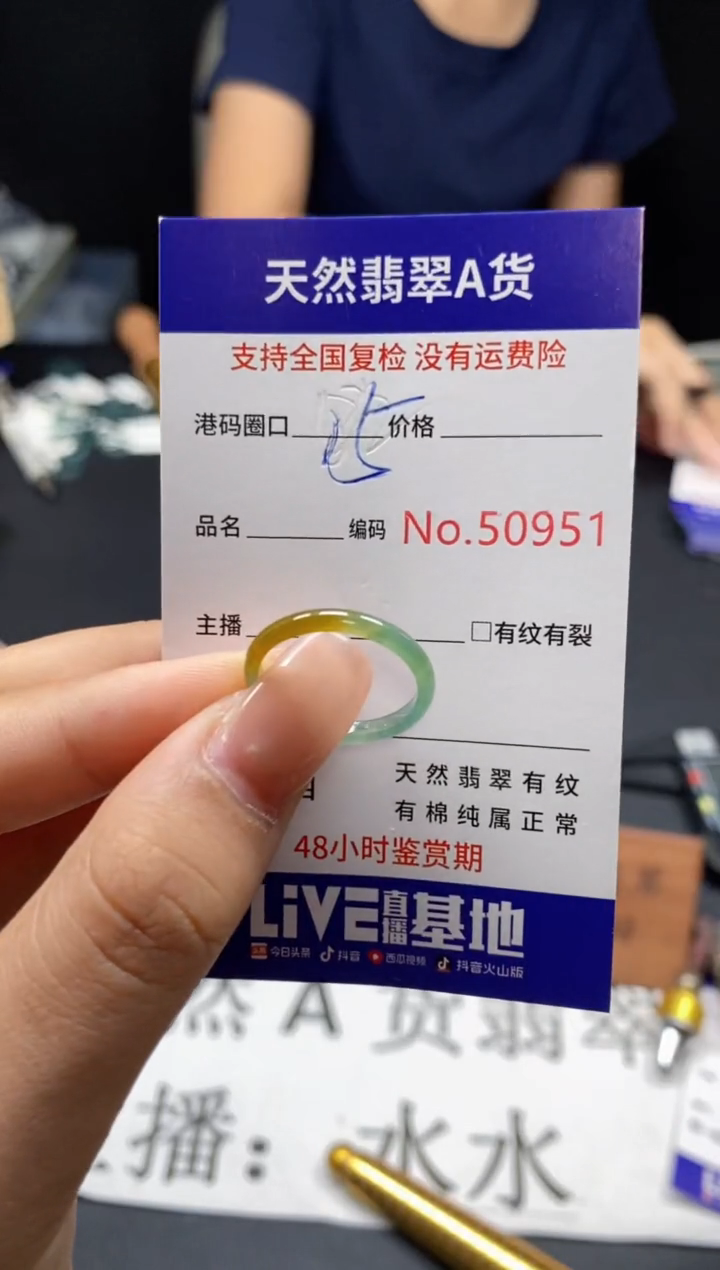 天然翡翠A货
支持全国复检 没有运费险
港码圈口 15 价格
品名 编码 No.50951
主播 □有纹有裂
天然翡翠有纹
有棉纯属正常
48小时鉴赏期
LiVE直播基地
今日头条 抖音 西瓜视频 抖音火山版
然A货翡翠
播：水水